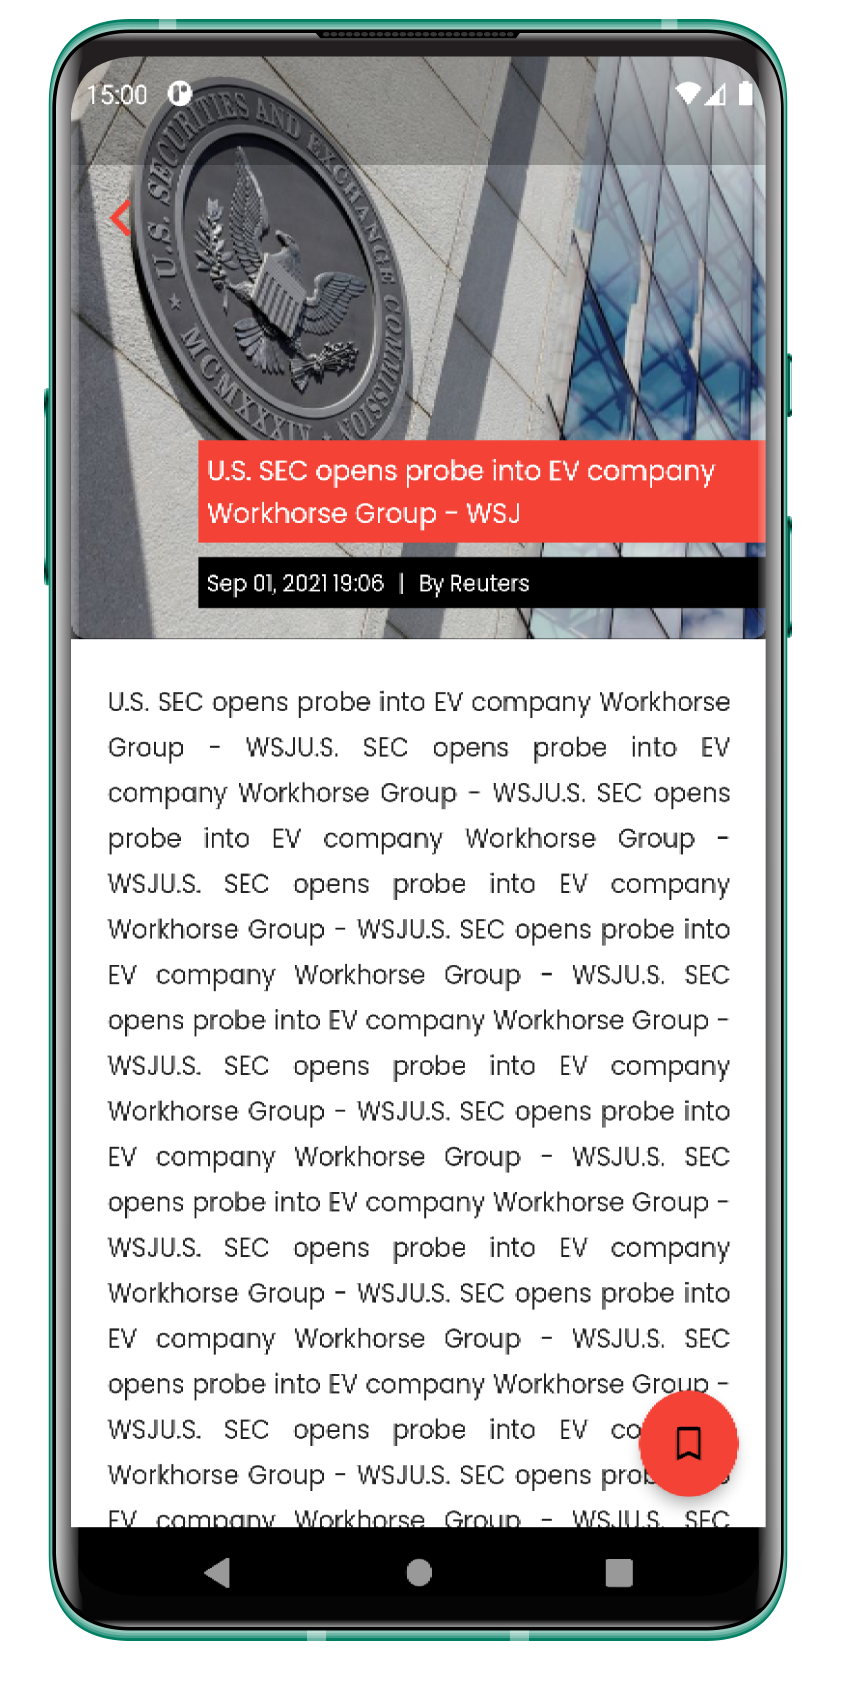 15:00
U.S. SECURITIES AND EXCHANGE COMMISSION
MCMXXXIV
U.S. SEC opens probe into EV company
Workhorse Group - WSJ
Sep 01, 2021 19:06 | By Reuters
U.S. SEC opens probe into EV company Workhorse
Group - WSJU.S. SEC opens probe into EV
company Workhorse Group - WSJU.S. SEC opens
probe into EV company Workhorse Group -
WSJU.S. SEC opens probe into EV company
Workhorse Group - WSJU.S. SEC opens probe into
EV company Workhorse Group - WSJU.S. SEC
opens probe into EV company Workhorse Group -
WSJU.S. SEC opens probe into EV company
Workhorse Group - WSJU.S. SEC opens probe into
EV company Workhorse Group - WSJU.S. SEC
opens probe into EV company Workhorse Group -
WSJU.S. SEC opens probe into EV company
Workhorse Group - WSJU.S. SEC opens probe into
EV company Workhorse Group - WSJU.S. SEC
opens probe into EV company Workhorse Group -
WSJU.S. SEC opens probe into EV
Workhorse Group - WSJU.S. SEC opens
EV company Workhorse Group - WSJU.S. SEC